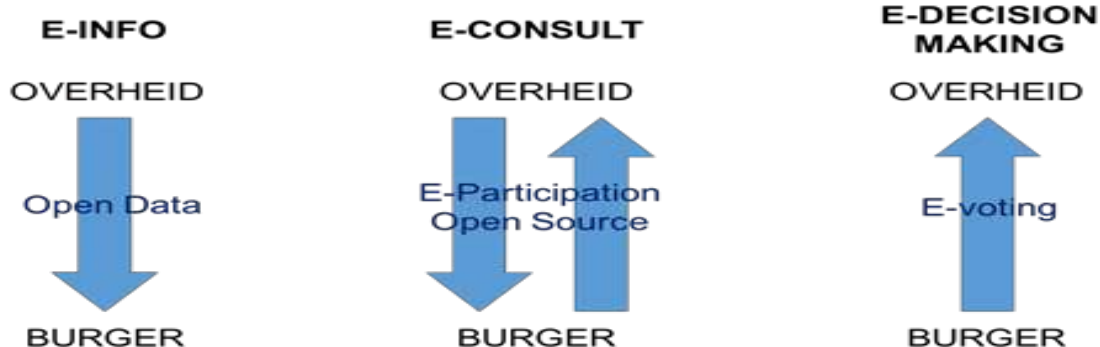 E-INFO
OVERHEID
Open Data
BURGER
E-CONSULT
OVERHEID
E-Participation
Open Source
BURGER
E-DECISION
MAKING
OVERHEID
E-voting
BURGER